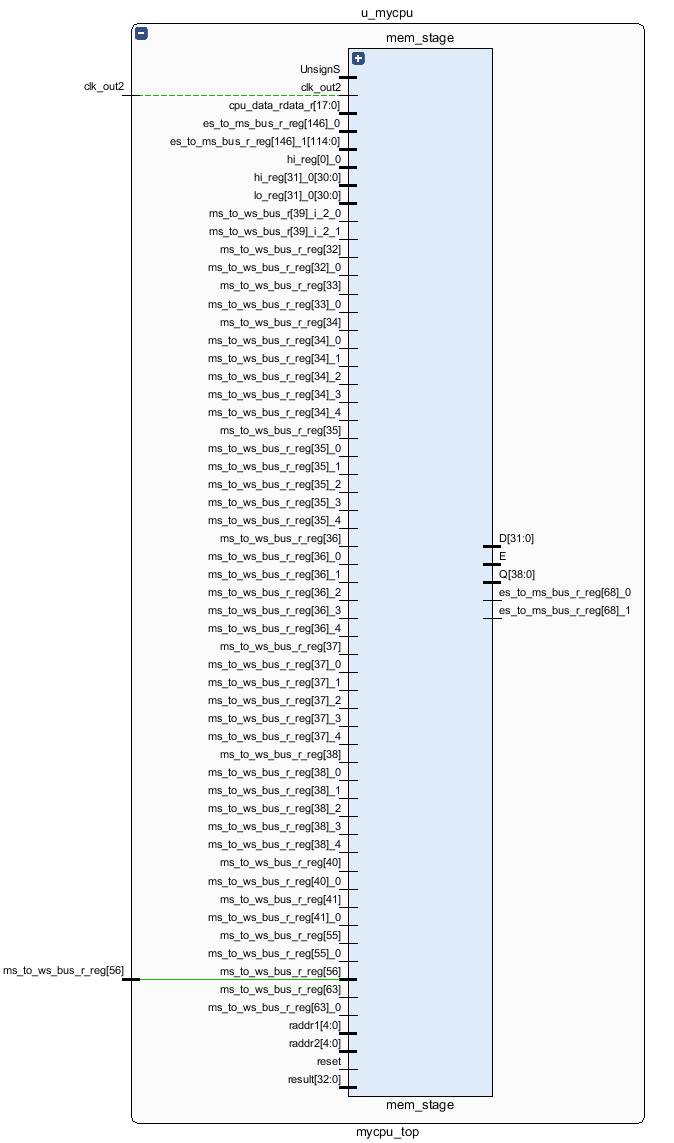 u_mycpu
mem_stage
UnsignS
clk_out2
clk_out2
cpu_data_rdata_r[17:0]
es_to_ms_bus_r_reg[146]_0
es_to_ms_bus_r_reg[146]_1[114:0]
hi_reg[0]_0
hi_reg[31]_0[30:0]
lo_reg[31]_0[30:0]
ms_to_ws_bus_r[39]_i_2_0
ms_to_ws_bus_r[39]_i_2_1
ms_to_ws_bus_r_reg[32]
ms_to_ws_bus_r_reg[32]_0
ms_to_ws_bus_r_reg[33]
ms_to_ws_bus_r_reg[33]_0
ms_to_ws_bus_r_reg[34]
ms_to_ws_bus_r_reg[34]_0
ms_to_ws_bus_r_reg[34]_1
ms_to_ws_bus_r_reg[34]_2
ms_to_ws_bus_r_reg[34]_3
ms_to_ws_bus_r_reg[34]_4
ms_to_ws_bus_r_reg[35]
ms_to_ws_bus_r_reg[35]_0
ms_to_ws_bus_r_reg[35]_1
ms_to_ws_bus_r_reg[35]_2
ms_to_ws_bus_r_reg[35]_3
ms_to_ws_bus_r_reg[35]_4
ms_to_ws_bus_r_reg[36]
D[31:0]
ms_to_ws_bus_r_reg[36]_0
E
ms_to_ws_bus_r_reg[36]_1
Q[38:0]
ms_to_ws_bus_r_reg[36]_2
es_to_ms_bus_r_reg[68]_0
ms_to_ws_bus_r_reg[36]_3
es_to_ms_bus_r_reg[68]_1
ms_to_ws_bus_r_reg[36]_4
ms_to_ws_bus_r_reg[37]
ms_to_ws_bus_r_reg[37]_0
ms_to_ws_bus_r_reg[37]_1
ms_to_ws_bus_r_reg[37]_2
ms_to_ws_bus_r_reg[37]_3
ms_to_ws_bus_r_reg[37]_4
ms_to_ws_bus_r_reg[38]
ms_to_ws_bus_r_reg[38]_0
ms_to_ws_bus_r_reg[38]_1
ms_to_ws_bus_r_reg[38]_2
ms_to_ws_bus_r_reg[38]_3
ms_to_ws_bus_r_reg[38]_4
ms_to_ws_bus_r_reg[40]
ms_to_ws_bus_r_reg[40]_0
ms_to_ws_bus_r_reg[41]
ms_to_ws_bus_r_reg[41]_0
ms_to_ws_bus_r_reg[55]
ms_to_ws_bus_r_reg[55]_0
ms_to_ws_bus_r_reg[56]
ms_to_ws_bus_r_reg[56]
ms_to_ws_bus_r_reg[63]
ms_to_ws_bus_r_reg[63]_0
raddr1[4:0]
raddr2[4:0]
reset
result[32:0]
mem_stage
mycpu_top